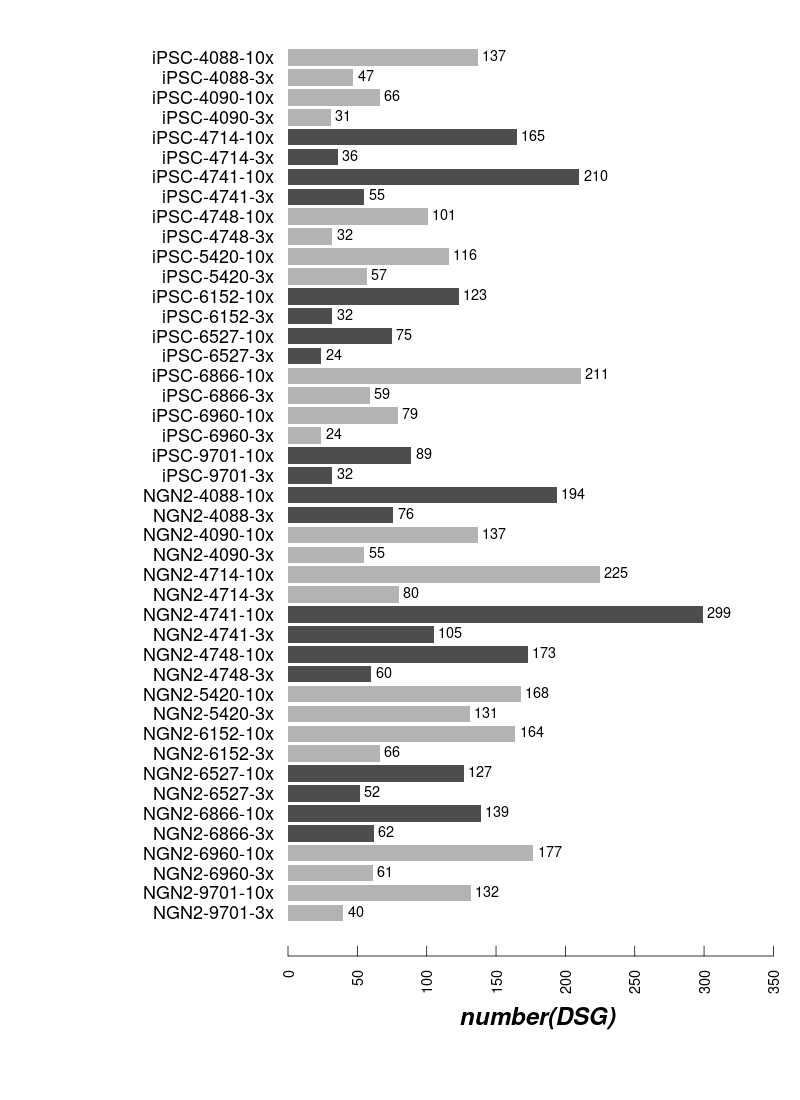 iPSC-4088-10x 137
iPSC-4088-3x 47
iPSC-4090-10x 66
iPSC-4090-3x 31
iPSC-4714-10x 165
iPSC-4714-3x 36
iPSC-4741-10x 210
iPSC-4741-3x 55
iPSC-4748-10x 101
iPSC-4748-3x 32
iPSC-5420-10x 116
iPSC-5420-3x 57
iPSC-6152-10x 123
iPSC-6152-3x 32
iPSC-6527-10x 75
iPSC-6527-3x 24
iPSC-6866-10x 211
iPSC-6866-3x 59
iPSC-6960-10x 79
iPSC-6960-3x 24
iPSC-9701-10x 89
iPSC-9701-3x 32
NGN2-4088-10x 194
NGN2-4088-3x 76
NGN2-4090-10x 137
NGN2-4090-3x 55
NGN2-4714-10x 225
NGN2-4714-3x 80
NGN2-4741-10x 299
NGN2-4741-3x 105
NGN2-4748-10x 173
NGN2-4748-3x 60
NGN2-5420-10x 168
NGN2-5420-3x 131
NGN2-6152-10x 164
NGN2-6152-3x 66
NGN2-6527-10x 127
NGN2-6527-3x 52
NGN2-6866-10x 139
NGN2-6866-3x 62
NGN2-6960-10x 177
NGN2-6960-3x 61
NGN2-9701-10x 132
NGN2-9701-3x 40
0 50 100 150 200 250 300 350
number(DSG)